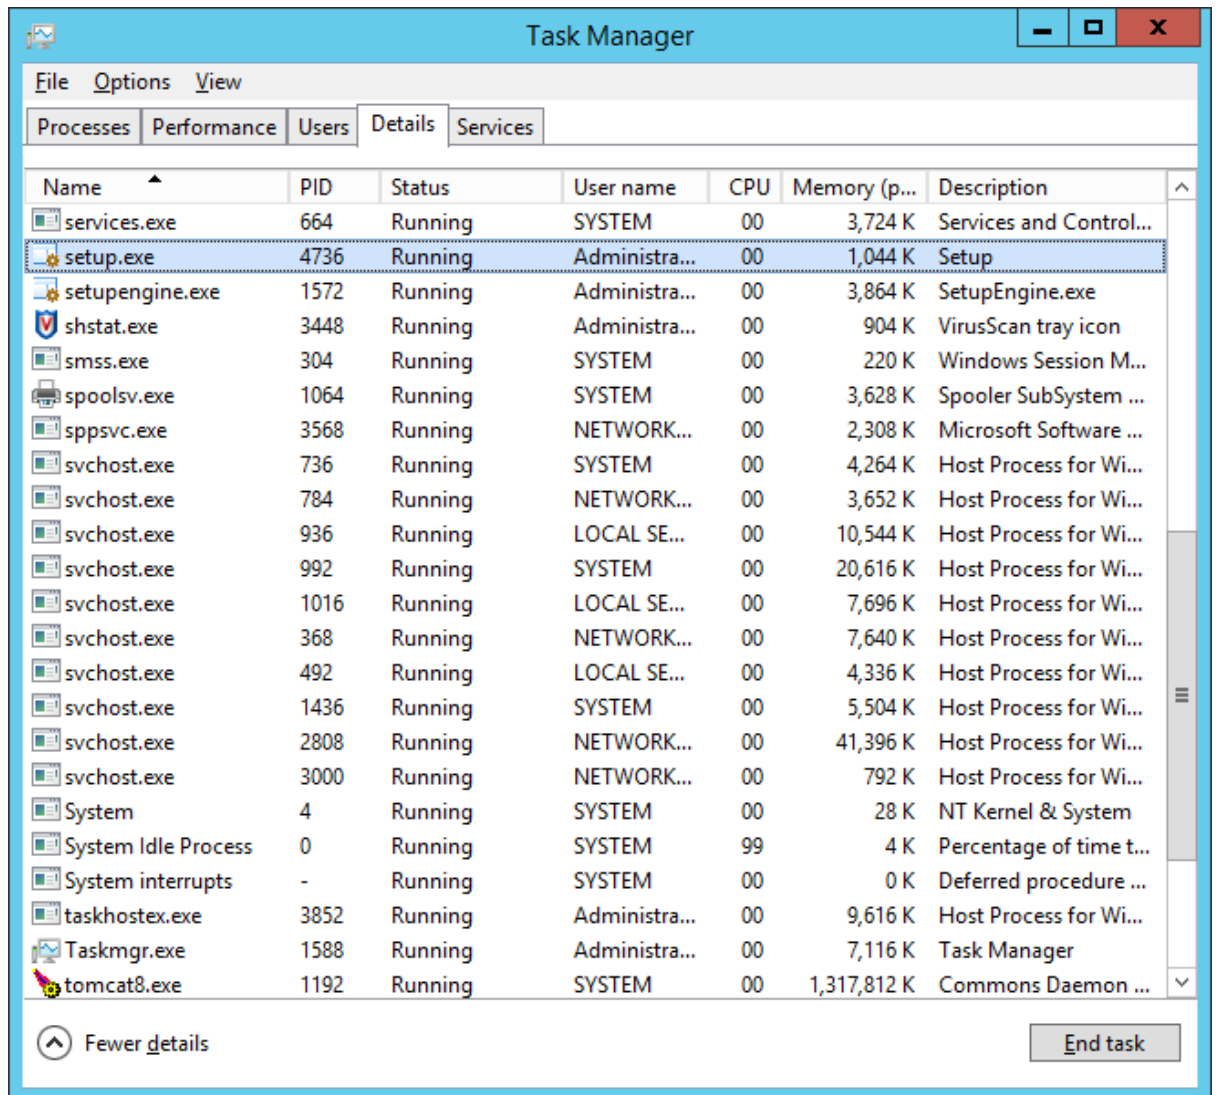 Task Manager
File Options View
Processes Performance Users Details Services
Name PID Status User name CPU Memory (p... Description
services.exe 664 Running SYSTEM 00 3,724 K Services and Control...
setup.exe 4736 Running Administra... 00 1,044 K Setup
setupengine.exe 1572 Running Administra... 00 3,864 K SetupEngine.exe
shstat.exe 3448 Running Administra... 00 904 K VirusScan tray icon
smss.exe 304 Running SYSTEM 00 220 K Windows Session M...
spoolsv.exe 1064 Running SYSTEM 00 3,628 K Spooler SubSystem ...
sppsvc.exe 3568 Running NETWORK... 00 2,308 K Microsoft Software ...
svchost.exe 736 Running SYSTEM 00 4,264 K Host Process for Wi...
svchost.exe 784 Running NETWORK... 00 3,652 K Host Process for Wi...
svchost.exe 936 Running LOCAL SE... 00 10,544 K Host Process for Wi...
svchost.exe 992 Running SYSTEM 00 20,616 K Host Process for Wi...
svchost.exe 1016 Running LOCAL SE... 00 7,696 K Host Process for Wi...
svchost.exe 368 Running NETWORK... 00 7,640 K Host Process for Wi...
svchost.exe 492 Running LOCAL SE... 00 4,336 K Host Process for Wi...
svchost.exe 1436 Running SYSTEM 00 5,504 K Host Process for Wi...
svchost.exe 2808 Running NETWORK... 00 41,396 K Host Process for Wi...
svchost.exe 3000 Running NETWORK... 00 792 K Host Process for Wi...
System 4 Running SYSTEM 00 28 K NT Kernel & System
System Idle Process 0 Running SYSTEM 99 4 K Percentage of time t...
System interrupts - Running SYSTEM 00 0 K Deferred procedure ...
taskhostex.exe 3852 Running Administra... 00 9,616 K Host Process for Wi...
Taskmgr.exe 1588 Running Administra... 00 7,116 K Task Manager
tomcat8.exe 1192 Running SYSTEM 00 1,317,812 K Commons Daemon ...
Fewer details End task